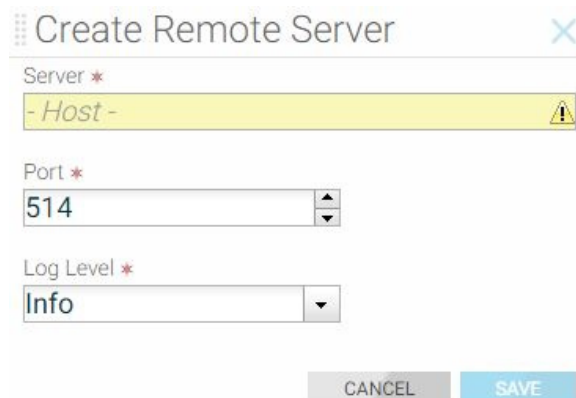 Create Remote Server
Server *
- Host -
Port *
514
Log Level *
Info
CANCEL SAVE